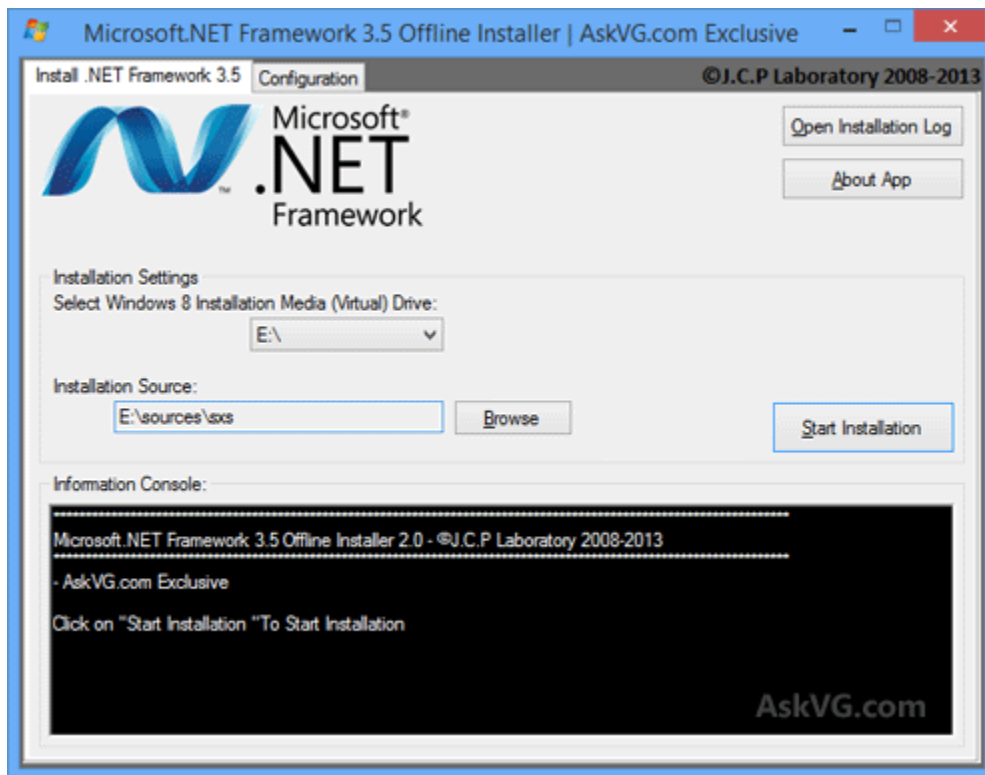 Microsoft.NET Framework 3.5 Offline Installer | AskVG.com Exclusive
Install .NET Framework 3.5
Configuration
©J.C.P Laboratory 2008-2013
Microsoft®
.NET
TM
Framework
Open Installation Log
About App
Installation Settings
Select Windows 8 Installation Media (Virtual) Drive:
E:\
Installation Source:
E:\sources\sxs
Browse
Start Installation
Information Console:
Microsoft.NET Framework 3.5 Offline Installer 2.0 - ©J.C.P Laboratory 2008-2013
- AskVG.com Exclusive
Click on "Start Installation "To Start Installation
AskVG.com